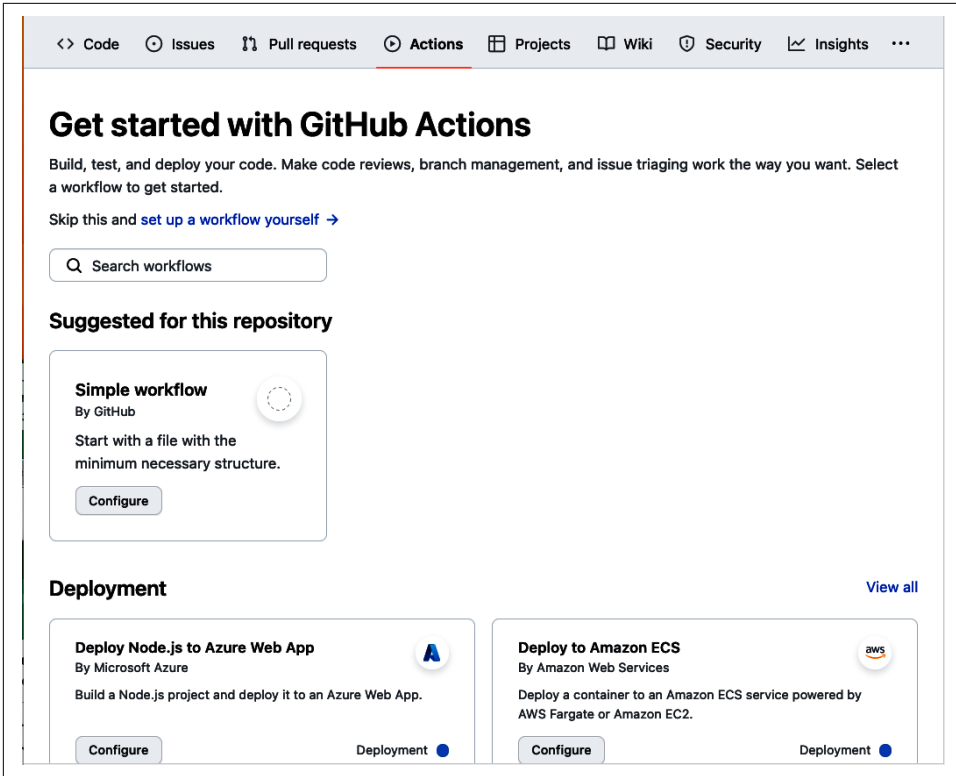 Code Issues Pull requests Actions Projects Wiki Security Insights ...
Get started with GitHub Actions
Build, test, and deploy your code. Make code reviews, branch management, and issue triaging work the way you want. Select
a workflow to get started.
Skip this and set up a workflow yourself →
Search workflows
Suggested for this repository
Simple workflow
By GitHub
Start with a file with the
minimum necessary structure.
Configure
Deployment View all
Deploy Node.js to Azure Web App
By Microsoft Azure
Build a Node.js project and deploy it to an Azure Web App.
Configure Deployment
Deploy to Amazon ECS
aws
By Amazon Web Services
Deploy a container to an Amazon ECS service powered by
AWS Fargate or Amazon EC2.
Configure Deployment